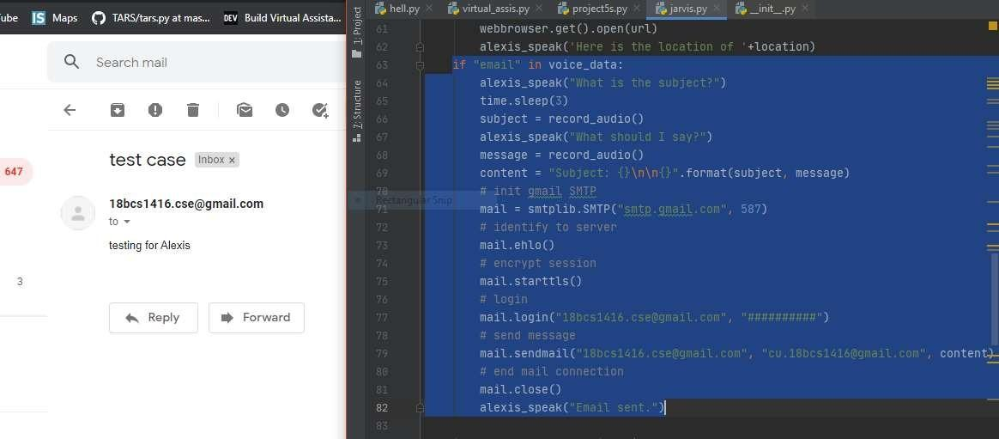 ube
Maps
TARS/tars.py at mas...
Build Virtual Assista...
Search mail
test case
Inbox ×
647
18bcs1416.cse@gmail.com
to
testing for Alexis
3
Reply
Forward
1: Project
7: Structure
hell.py
virtual_assis.py
project5s.py
jarvis.py
__init__.py
61 webbrowser.get().open(url)
62 alexis_speak('Here is the location of '+location)
63 if "email" in voice_data:
64 alexis_speak("What is the subject?")
65 time.sleep(3)
66 subject = record_audio()
67 alexis_speak("What should I say?")
68 message = record_audio()
69 content = "Subject: {}\n\n{}".format(subject, message)
70 # init gmail SMTP
Rectangular Snip
71 mail = smtplib.SMTP("smtp.gmail.com", 587)
72 # identify to server
73 mail.ehlo()
74 # encrypt session
75 mail.starttls()
76 # login
77 mail.login("18bcs1416.cse@gmail.com", "##########")
78 # send message
79 mail.sendmail("18bcs1416.cse@gmail.com", "cu.18bcs1416@gmail.com", content)
80 # end mail connection
81 mail.close()
82 alexis_speak("Email sent.")
83